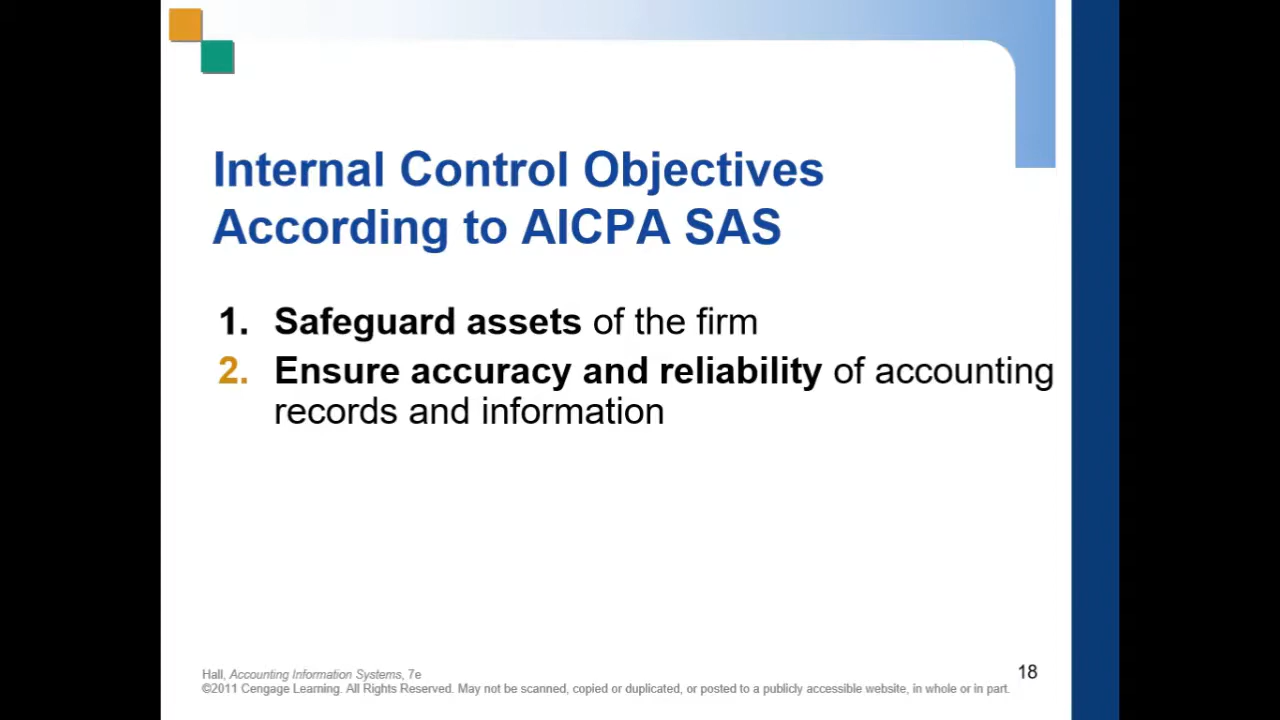 Internal Control Objectives
According to AICPA SAS
1. Safeguard assets of the firm
2. Ensure accuracy and reliability of accounting
records and information
Hall, Accounting Information Systems, 7e
©2011 Cengage Learning. All Rights Reserved. May not be scanned, copied or duplicated, or posted to a publicly accessible website, in whole or in part.
18